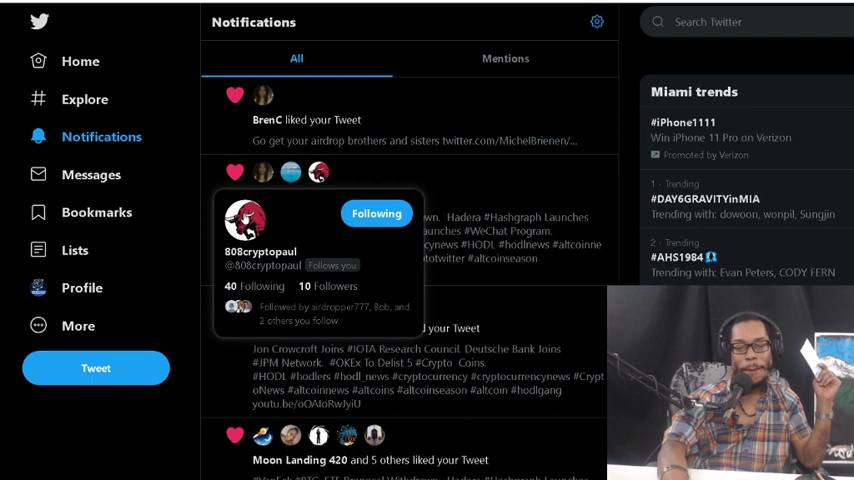 Home
Explore
Notifications
Messages
Bookmarks
Lists
Profile
More
Tweet
Notifications
All
Mentions
BrenC liked your Tweet
Go get your airdrop brothers and sisters twitter.com/MichelBrienen/...
wn. Hadera #Hashgraph Launches
aunches #WeChat Program.
cynews #HODL #hodlnews #altcoinne
ptotwitter #altcoinseason
Following
808cryptopaul
@808cryptopaul Follows you
40 Following 10 Followers
Followed by airdropper777, Bob, and
2 others you follow
d your Tweet
Jon Crowcroft Joins #IOTA Research Council. Deutsche Bank Joins
#JPM Network. #OKEx To Delist 5 #Crypto Coins.
#HODL #hodlers #hodl_news #cryptocurrency #cryptocurrencynews #Crypt
oNews #altcoinnews #altcoins #altcoinseason #altcoin #hodlgang
youtu.be/oOAIoRwJyiU
Moon Landing 420 and 5 others liked your Tweet
Search Twitter
Miami trends
#iPhone1111
Win iPhone 11 Pro on Verizon
Promoted by Verizon
1 · Trending
#DAY6GRAVITYinMIA
Trending with: dowoon, wonpil, Sungjin
2 · Trending
#AHS1984
Trending with: Evan Peters, CODY FERN